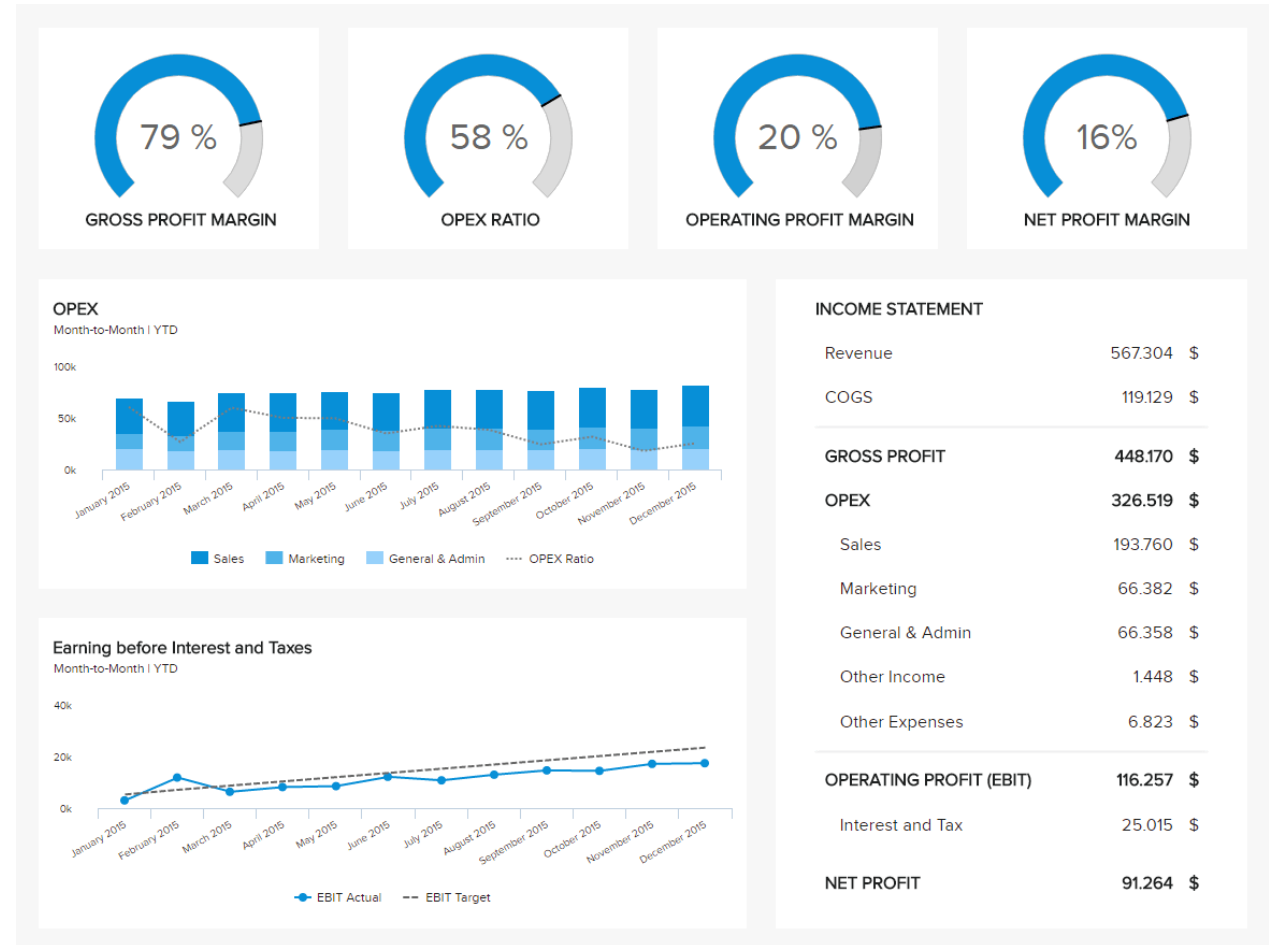 79 %
GROSS PROFIT MARGIN
58 %
OPEX RATIO
20 %
OPERATING PROFIT MARGIN
16%
NET PROFIT MARGIN
OPEX
Month-to-Month | YTD
100k
50k
0k
January 2015
February 2015
March 2015
April 2015
May 2015
June 2015
July 2015
August 2015
September 2015
October 2015
November 2015
December 2015
Sales Marketing General & Admin OPEX Ratio
Earning before Interest and Taxes
Month-to-Month | YTD
40k
20k
0k
January 2015
February 2015
March 2015
April 2015
May 2015
June 2015
July 2015
August 2015
September 2015
October 2015
November 2015
December 2015
EBIT Actual EBIT Target
INCOME STATEMENT
Revenue 567.304 $
COGS 119.129 $
GROSS PROFIT 448.170 $
OPEX 326.519 $
Sales 193.760 $
Marketing 66.382 $
General & Admin 66.358 $
Other Income 1.448 $
Other Expenses 6.823 $
OPERATING PROFIT (EBIT) 116.257 $
Interest and Tax 25.015 $
NET PROFIT 91.264 $